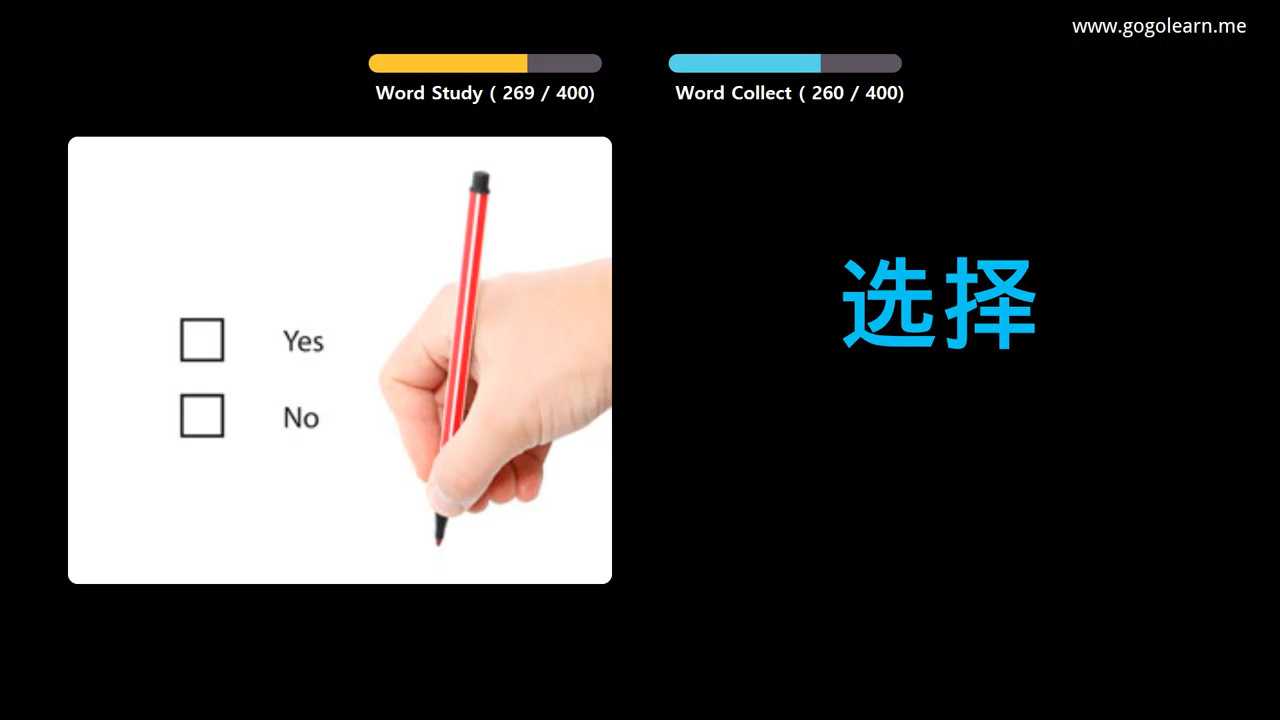 www.gogolearn.me
Word Study ( 269 / 400)
Word Collect ( 260 / 400)
选择
Yes
No